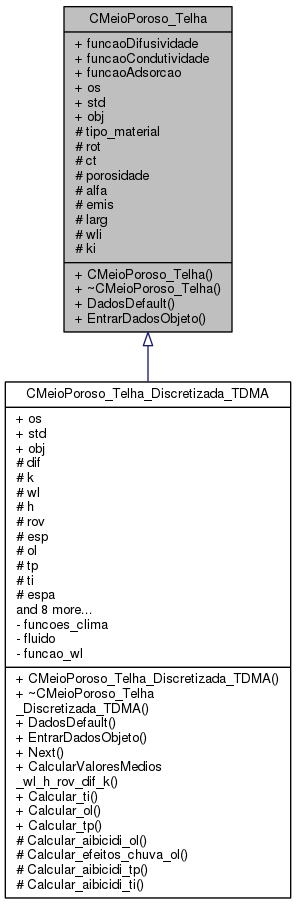 CMeioPoroso_Telha
+ funcaoDifusividade
+ funcaoCondutividade
+ funcaoAdsorcao
+ os
+ std
+ obj
# tipo_material
# rot
# ct
# porosidade
# alfa
# emis
# larg
# wli
# ki
+ CMeioPoroso_Telha()
+ ~CMeioPoroso_Telha()
+ DadosDefault()
+ EntrarDadosObjeto()
CMeioPoroso_Telha_Discretizada_TDMA
+ os
+ std
+ obj
# dif
# k
# wl
# h
# rov
# esp
# ol
# tp
# ti
# espa
and 8 more...
- funcoes_clima
- fluido
- funcao_wl
+ CMeioPoroso_Telha_Discretizada_TDMA()
+ ~CMeioPoroso_Telha
_Discretizada_TDMA()
+ DadosDefault()
+ EntrarDadosObjeto()
+ Next()
+ CalcularValoresMedios
_wl_h_rov_dif_k()
+ Calcular_ti()
+ Calcular_ol()
+ Calcular_tp()
# Calcular_aibicidi_ol()
# Calcular_efeitos_chuva_ol()
# Calcular_aibicidi_tp()
# Calcular_aibicidi_ti()